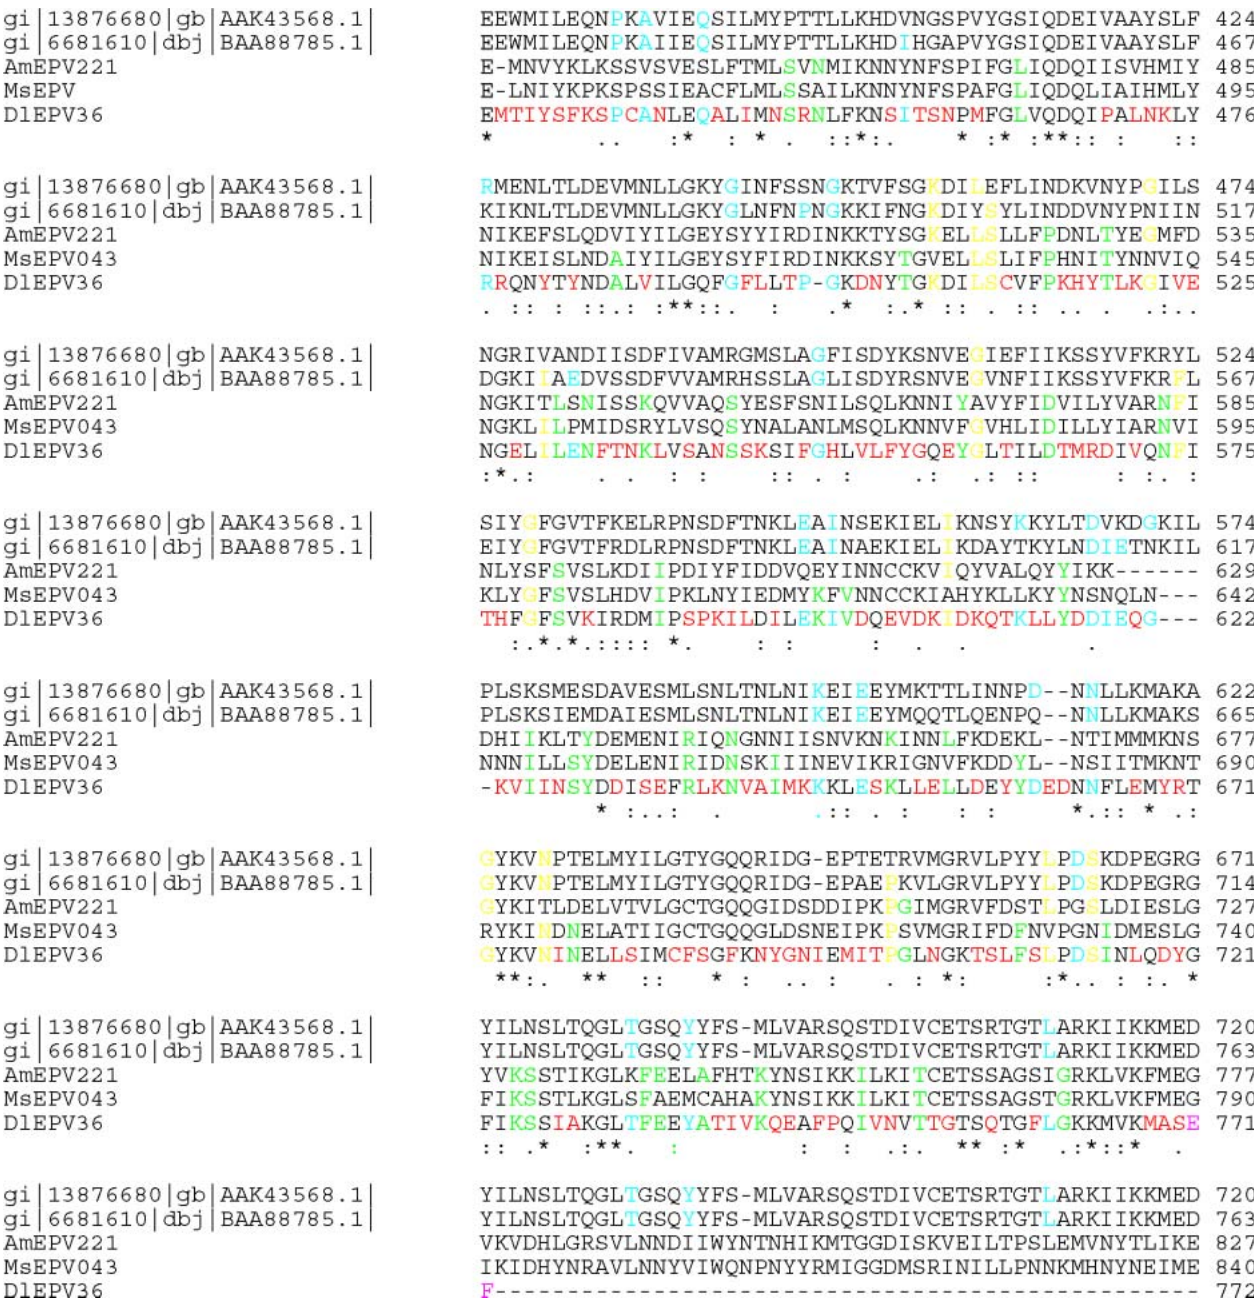 gi|13876680|gb|AAK43568.1| EEWMILEQNPKAVIEQSILMYPTTLLKHDVNGSPVYGSIQDEIVAAYSLF 424
gi|6681610|dbj|BAA88785.1| EEWMILEQNPKAIIEQSILMYPTTLLKHDIHGAPVYGSIQDEIVAAYSLF 467
AmEPV221 E-MNVYKLKSSVSVESLFTMLSVNMIKNNYNFSPIFGLIQDQIISVHMIY 485
MsEPV E-LNIYKPKSPSSIEACFLMLSSAILKNNYNFSPAFGLIQDQLIAIHMLY 495
DlEPV36 EMTIYSFKSPCANLEQALIMNSRNLFKNSITSNPMFGLVQDQIPALNKLY 476
* .. :* * . ::*:. * :* :**: : ::
gi|13876680|gb|AAK43568.1| RMENLTLDEVMNLLGKYGINFSSNGKTVFSGKDILEFLINDKVNYPGILS 474
gi|6681610|dbj|BAA88785.1| KIKNLTLDEVMNLLGKYGLNFNPNGKKIFNGKDIYSYLINDDVNYPNIIN 517
AmEPV221 NIKEFSLQDVIYILGEYSYYIRDINKKTYSGKELLSLLFPDNLTYEGMFD 535
MsEPV043 NIKEISLNDAIYILGEYSYFIRDINKKSYTGVELLSLIFPHNITYNNVIQ 545
DlEPV36 RRQNYTYNDALVILGQFGFLLTP-GKDNYTGKDILSCVFPKHYTLKGIVE 525
. :: : ::.: :**::. : .* :.* :: . :: . . .:..
gi|13876680|gb|AAK43568.1| NGRIVANDIISDFIVAMRGMSLAGFISDYKSNVEGIEFIIKSSYVFKRYL 524
gi|6681610|dbj|BAA88785.1| DGKIIAEDVSSDFVVAMRHSSLAGLISDYRSNVEGVNFIIKSSYVFKRFL 567
AmEPV221 NGKITLSNISSKQVVAQSYESFSNILSQLKNNIYAVYFIDVILYVARNFI 585
MsEPV043 NGKLILPMIDSRYLVSQSYNALANLMSQLKNNVFGVHLIDILLYIARNVI 595
DlEPV36 NGELILENFTNKLVSANSSKSIFGHLVLFYGQEYGLTILDTMRDIVQNFI 575
:*.: . . : : :: . : .: .: :: : :. :
gi|13876680|gb|AAK43568.1| SIYGFGVTFKELRPNSDFTNKLEAINSEKIELIKNSYKKYLTDVKDGKIL 574
gi|6681610|dbj|BAA88785.1| EIYGFGVTFRDLRPNSDFTNKLEAINAEKIELIKDAYTKYLNDIETNKIL 617
AmEPV221 NLYSFSVSLKDIIPDIYFIDDVQEYINNCCKVIQYVALQYYIKK------ 629
MsEPV043 KLYGFSVSLHDVIPKLNYIEDMYKFVNNCCKIAHYKLLKYYNSNQLN--- 642
DlEPV36 THFGFSVKIRDMIPSPKILDILEKIVDQEVDKIDKQTKLLYDDIEQG--- 622
:.*.*.:::: *. : : : . . .
gi|13876680|gb|AAK43568.1| PLSKSMESDAVESMLSNLTNLNIKEIEEYMKTTLINNPD--NNLLKMAKA 622
gi|6681610|dbj|BAA88785.1| PLSKSIEMDAIESMLSNLTNLNIKEIEEYMQQTLQENPQ--NNLLKMAKS 665
AmEPV221 DHIIKLTYDEMENIRIQNGNNIISNVKNKINNLFKDEKL--NTIMMMKNS 677
MsEPV043 NNNILLSYDELENIRIDNSKIIINEVIKRIGNVFKDDYL--NSIITMKNT 690
DlEPV36 -KVIINSYDDISEFRLKNVAIMKKKLESKLLELLDEYYDEDNNFLEMYRT 671
* :..: . .:: : : : *.:: * .:
gi|13876680|gb|AAK43568.1| GYKVNPTELMYILGTYGQQRIDG-EPTETRVMGRVLPYYLPDSKDPEGRG 671
gi|6681610|dbj|BAA88785.1| GYKVNPTELMYILGTYGQQRIDG-EPAEPKVLGRVLPYYLPDSKDPEGRG 714
AmEPV221 GYKITLDELVTVLGCTGQQGIDSDDIPKPGIMGRVFDSTLPGSLDIESLG 727
MsEPV043 RYKINDNELATIIGCTGQQGLDSNEIPKPSVMGRIFDFNVPGNIDMESLG 740
DlEPV36 GYKVNINELLSIMCFSGFKNYGNIEMITPGLNGKTSLFSLPDSINLQDYG 721
**:. ** :: * : .. : . : *: :*.. : :. *
gi|13876680|gb|AAK43568.1| YILNSLTQGLTGSQYYFS-MLVARSQSTDIVCETSRTGTLARKIIKKMED 720
gi|6681610|dbj|BAA88785.1| YILNSLTQGLTGSQYYFS-MLVARSQSTDIVCETSRTGTLARKIIKKMED 763
AmEPV221 YVKSSTIKGLKFEELAFHTKYNSIKKILKITCETSSAGSIGRKLVKFMEG 777
MsEPV043 FIKSSTLKGLSFAEMCAHAKYNSIKKILKITCETSSAGSTGRKLVKFMEG 790
DlEPV36 FIKSSIAKGLTFEEYATIVKQEAFPQIVNVTTGTSQTGFLGKKMVKMASE 771
:: .* :**. : : : .:. ** :* .:*::* .
gi|13876680|gb|AAK43568.1| YILNSLTQGLTGSQYYFS-MLVARSQSTDIVCETSRTGTLARKIIKKMED 720
gi|6681610|dbj|BAA88785.1| YILNSLTQGLTGSQYYFS-MLVARSQSTDIVCETSRTGTLARKIIKKMED 763
AmEPV221 VKVDHLGRSVLNNDIIWYNTNHIKMTGGDISKVEILTPSLEMVNYTLIKE 827
MsEPV043 IKIDHYNRAVLNNYVIWQNPNYYRMIGGDMSRINILLPNNKMHNYNEIME 840
DlEPV36 F------------------------------------------------- 772